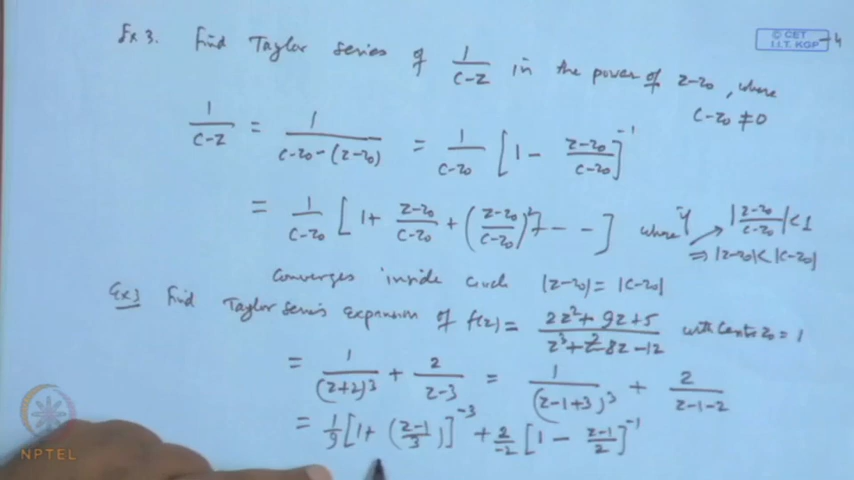 © CET
I.I.T. KGP
-4
Ex 3. Find Taylor series of 1/(c-z) in the power of z-z0, where
c-z0 ≠ 0
1/(c-z) = 1/(c-z0-(z-z0)) = 1/(c-z0) [1 - (z-z0)/(c-z0)]^-1
= 1/(c-z0) [1 + (z-z0)/(c-z0) + ((z-z0)/(c-z0))^2 + - - ] where if |(z-z0)/(c-z0)| < 1
⇒ |z-z0| < |c-z0|
Converges inside circle |z-z0| = |c-z0|
Ex 3 Find Taylor series expansion of f(z) = (2z^2+9z+5)/(z^3+z^2-8z-12) with centre z0 = 1
= 1/(z+2)^3 + 2/(z-3) = 1/(z-1+3)^3 + 2/(z-1-2)
= 1/9 [1 + ((z-1)/3)]^-3 + 2/-2 [1 - (z-1)/2]^-1
NPTEL